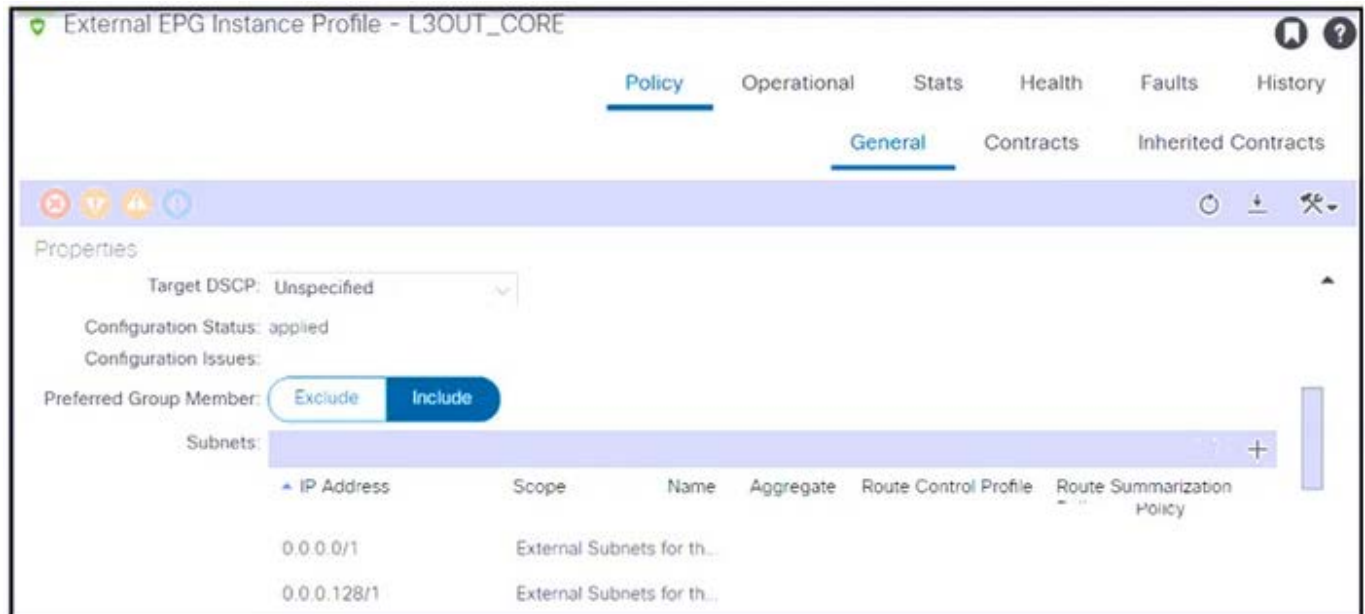 External EPG Instance Profile - L3OUT_CORE
Policy Operational Stats Health Faults History
General Contracts Inherited Contracts
Properties
Target DSCP: Unspecified
Configuration Status: applied
Configuration Issues:
Preferred Group Member: Exclude Include
Subnets:
IP Address Scope Name Aggregate Route Control Profile Route Summarization
Policy
0.0.0.0/1 External Subnets for th...
0.0.0.128/1 External Subnets for th...